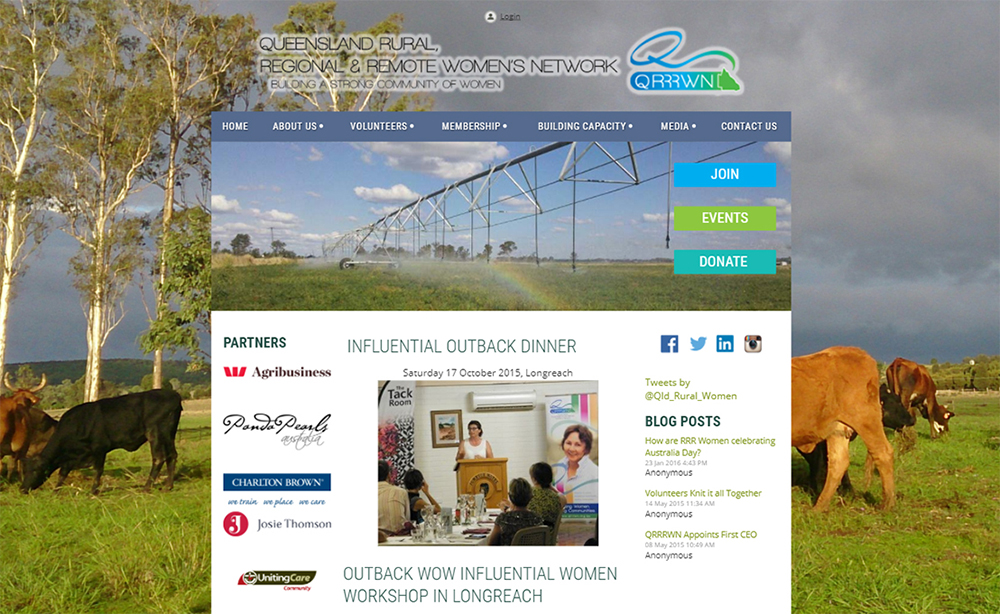 Login
QUEENSLAND RURAL,
REGIONAL & REMOTE WOMEN'S NETWORK
BUILDING A STRONG COMMUNITY OF WOMEN
QRRRWN
HOME ABOUT US • VOLUNTEERS • MEMBERSHIP • BUILDING CAPACITY • MEDIA • CONTACT US
JOIN
EVENTS
DONATE
PARTNERS
Agribusiness
PandaPearls
australia
CHARLTON BROWN
we train we place we care
J Josie Thomson
UnitingCare
Community
INFLUENTIAL OUTBACK DINNER
Saturday 17 October 2015, Longreach
The
Tack
Room
OUTBACK WOW INFLUENTIAL WOMEN
WORKSHOP IN LONGREACH
Tweets by
@Qld_Rural_Women
BLOG POSTS
How are RRR Women celebrating
Australia Day?
23 Jan 2016 4:43 PM
Anonymous
Volunteers Knit it all Together
14 May 2015 11:34 AM
Anonymous
QRRRWN Appoints First CEO
08 May 2015 10:49 AM
Anonymous